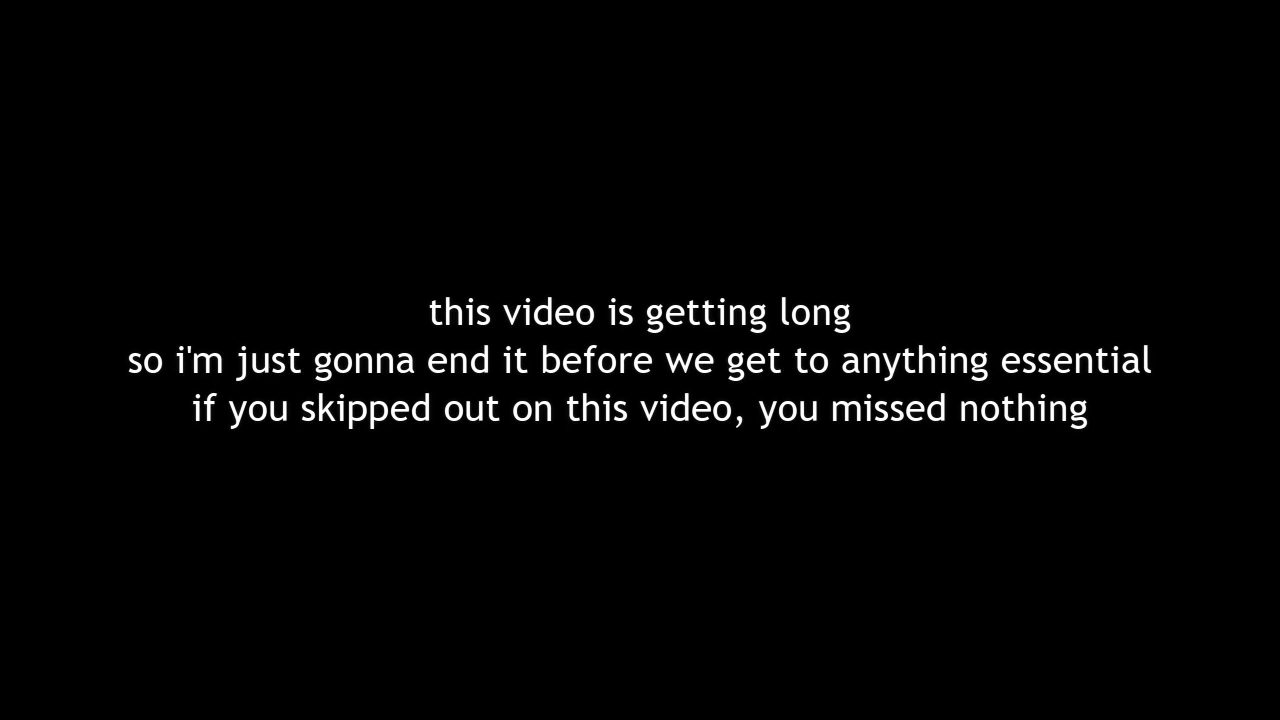 this video is getting long
so i'm just gonna end it before we get to anything essential
if you skipped out on this video, you missed nothing